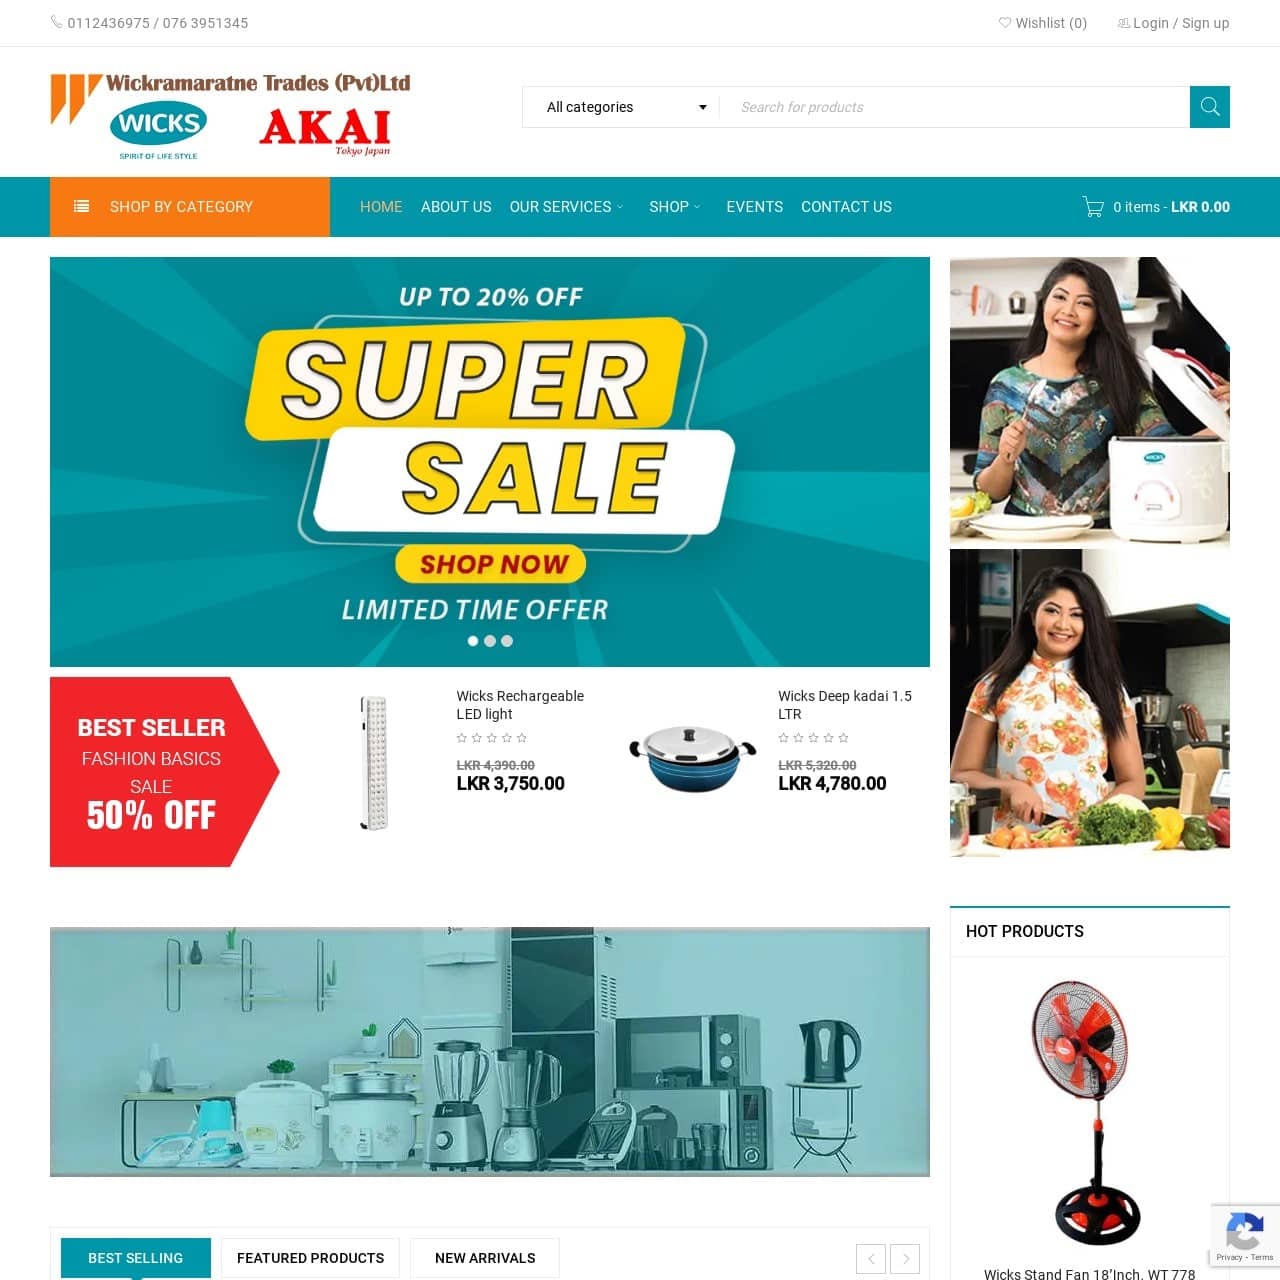 0112436975 / 076 3951345
Wishlist (0)
Login / Sign up
Wickramaratne Trades (Pvt)Ltd
WICKS
SPIRIT OF LIFE STYLE
AKAI
Tokyo Japan
All categories
Search for products
SHOP BY CATEGORY
HOME
ABOUT US
OUR SERVICES
SHOP
EVENTS
CONTACT US
0 items - LKR 0.00
UP TO 20% OFF
SUPER
SALE
SHOP NOW
LIMITED TIME OFFER
WICKS
BEST SELLER
FASHION BASICS
SALE
50% OFF
Wicks Rechargeable
LED light
LKR 4,390.00
LKR 3,750.00
Wicks Deep kadai 1.5
LTR
LKR 5,320.00
LKR 4,780.00
HOT PRODUCTS
BEST SELLING
FEATURED PRODUCTS
NEW ARRIVALS
Wicks Stand Fan 18’Inch, WT 778
Privacy - Terms